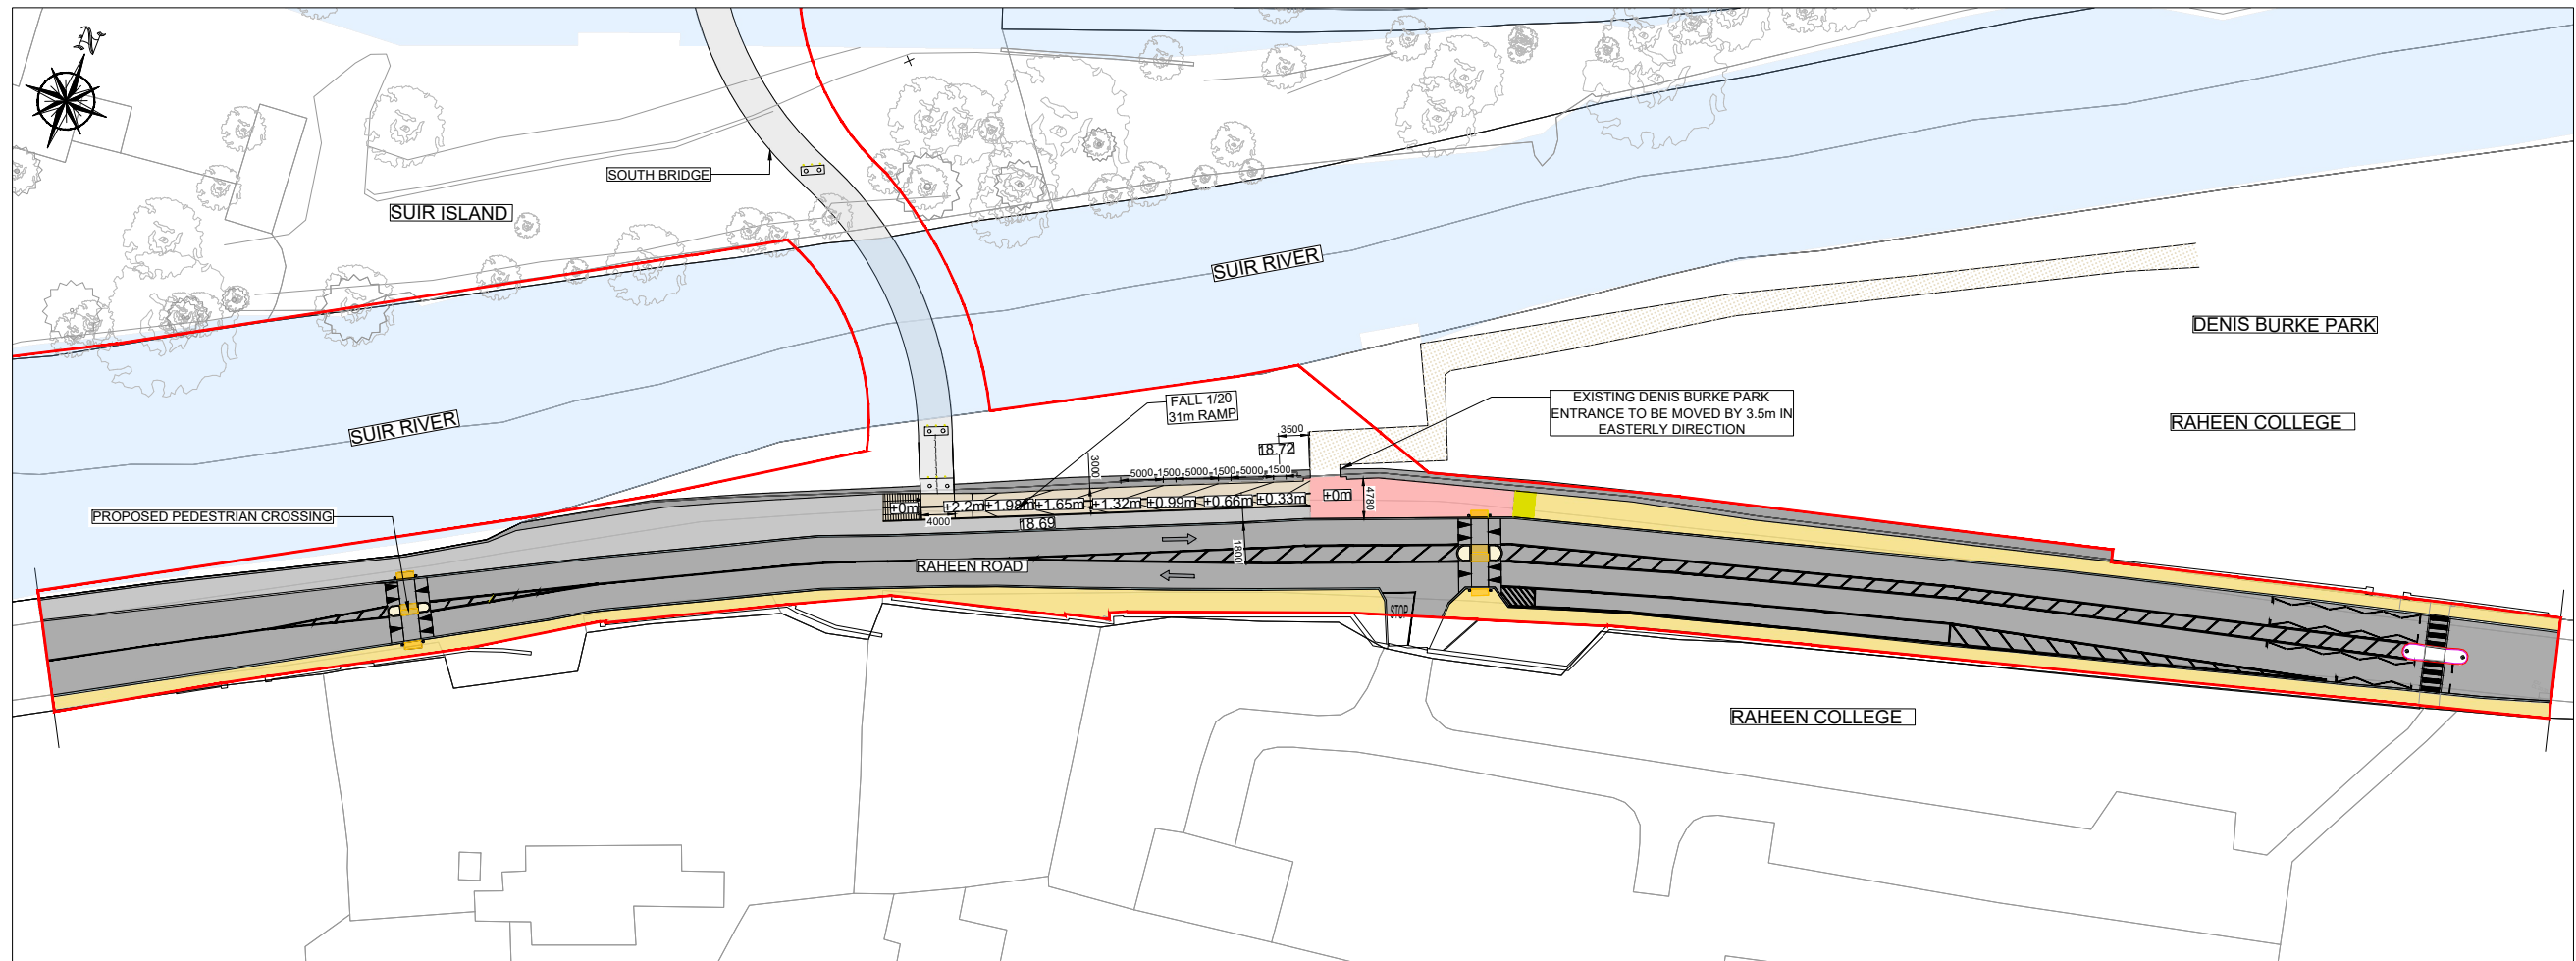 N
SOUTH BRIDGE
SUIR ISLAND
SUIR RIVER
DENIS BURKE PARK
FALL 1/20
31m RAMP
EXISTING DENIS BURKE PARK
ENTRANCE TO BE MOVED BY 3.5m IN
EASTERLY DIRECTION
SUIR RIVER
RAHEEN COLLEGE
3500
18.72
3000
5000 1500 5000 1500 5000 1500
+0m +2.2m +1.98m +1.65m +1.32m +0.99m +0.66m +0.33m +0m
4780
4000
18.69
PROPOSED PEDESTRIAN CROSSING
1800
RAHEEN ROAD
STOP
RAHEEN COLLEGE